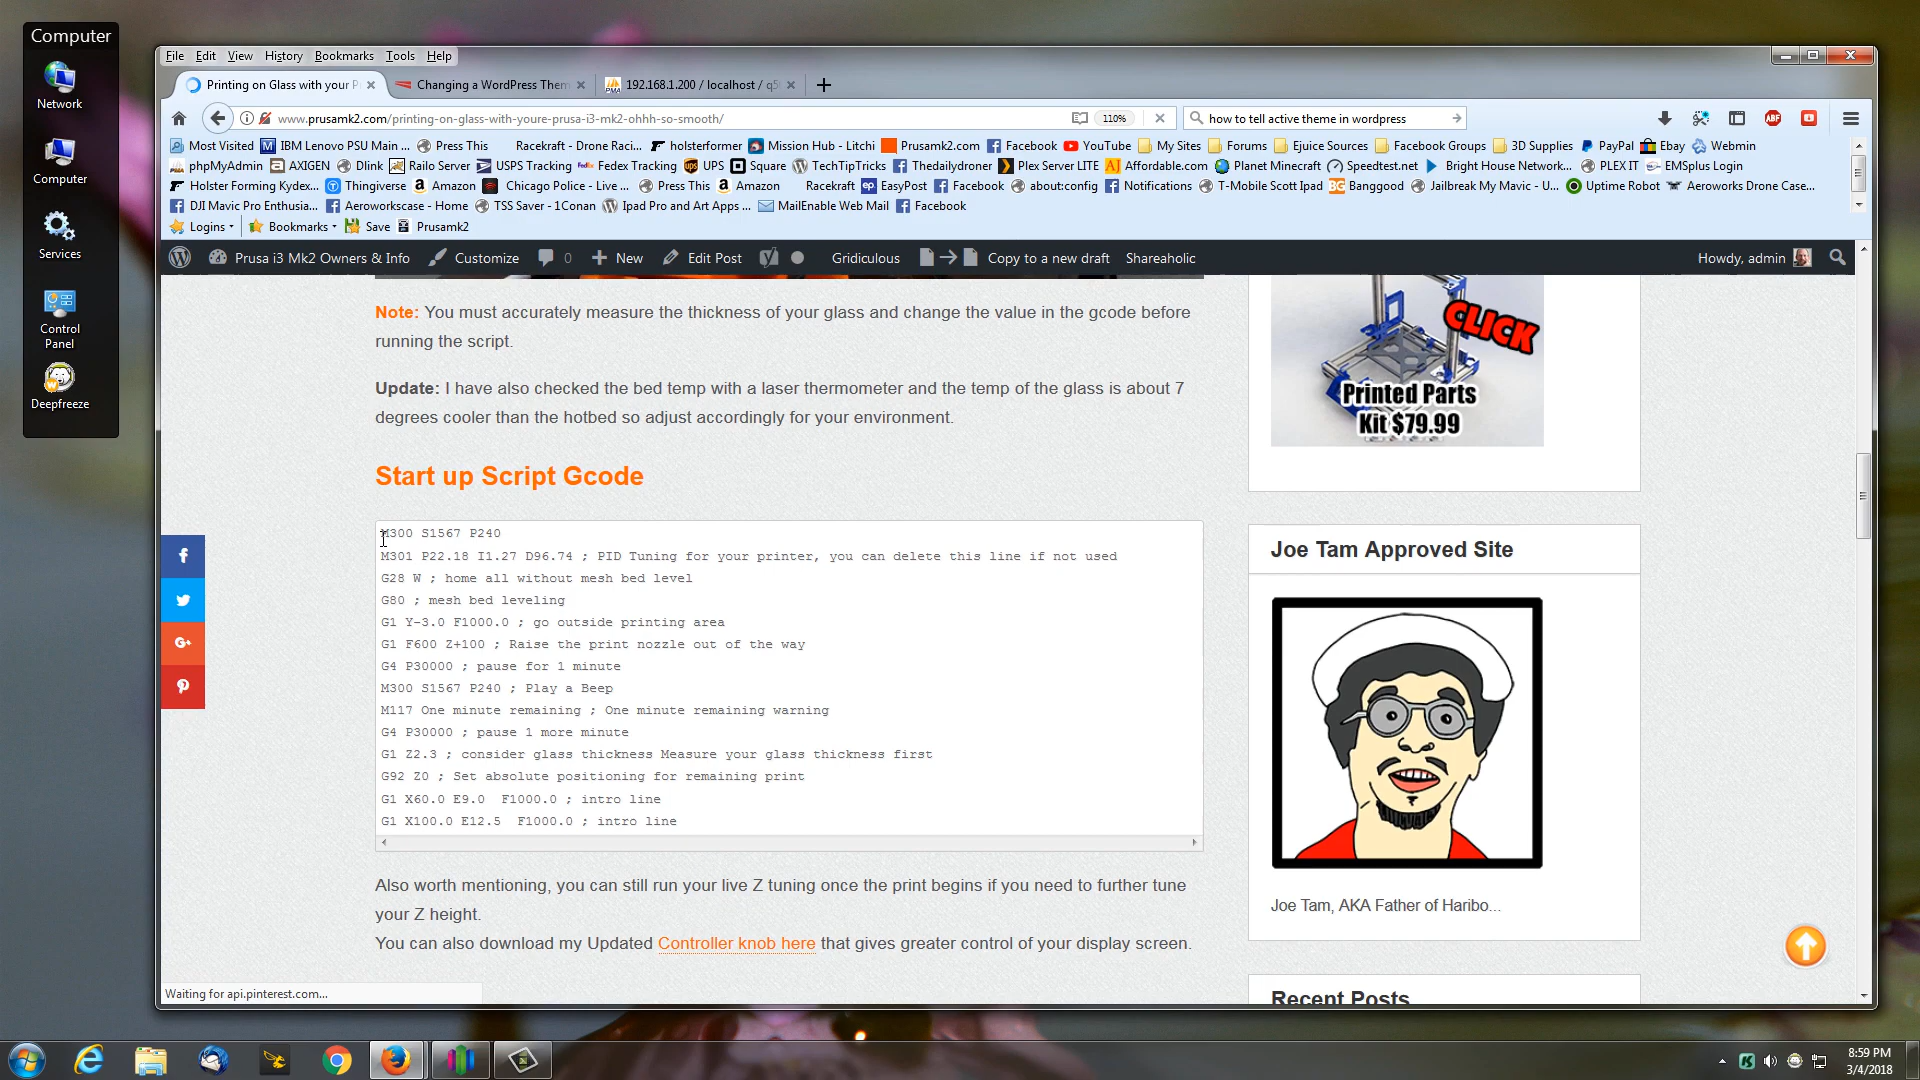 Computer
Network
Computer
Services
Control
Panel
Deepfreeze
File Edit View History Bookmarks Tools Help
Printing on Glass with your P
Changing a WordPress Them
192.168.1.200 / localhost / q5
www.prusamk2.com/printing-on-glass-with-youre-prusa-i3-mk2-ohhh-so-smooth/
110%
how to tell active theme in wordpress
Most Visited IBM Lenovo PSU Main ... Press This Racekraft - Drone Raci... holsterformer Mission Hub - Litchi Prusamk2.com Facebook YouTube My Sites Forums Ejuice Sources Facebook Groups 3D Supplies PayPal Ebay Webmin
phpMyAdmin AXIGEN Dlink Railo Server USPS Tracking Fedex Tracking UPS Square TechTipTricks Thedailydroner Plex Server LITE Affordable.com Planet Minecraft Speedtest.net Bright House Network... PLEX IT EMSplus Login
Holster Forming Kydex... Thingiverse Amazon Chicago Police - Live ... Press This Amazon Racekraft EasyPost Facebook about:config Notifications T-Mobile Scott Ipad Banggood Jailbreak My Mavic - U... Uptime Robot Aeroworks Drone Case...
DJI Mavic Pro Enthusia... Aeroworkscase - Home TSS Saver - 1Conan Ipad Pro and Art Apps ... MailEnable Web Mail Facebook
Logins Bookmarks Save Prusamk2
Prusa i3 Mk2 Owners & Info Customize 0 New Edit Post Gridiculous Copy to a new draft Shareaholic Howdy, admin
Note: You must accurately measure the thickness of your glass and change the value in the gcode before
running the script.
Update: I have also checked the bed temp with a laser thermometer and the temp of the glass is about 7
degrees cooler than the hotbed so adjust accordingly for your environment.
Start up Script Gcode
M300 S1567 P240
M301 P22.18 I1.27 D96.74 ; PID Tuning for your printer, you can delete this line if not used
G28 W ; home all without mesh bed level
G80 ; mesh bed leveling
G1 Y-3.0 F1000.0 ; go outside printing area
G1 F600 Z+100 ; Raise the print nozzle out of the way
G4 P30000 ; pause for 1 minute
M300 S1567 P240 ; Play a Beep
M117 One minute remaining ; One minute remaining warning
G4 P30000 ; pause 1 more minute
G1 Z2.3 ; consider glass thickness Measure your glass thickness first
G92 Z0 ; Set absolute positioning for remaining print
G1 X60.0 E9.0  F1000.0 ; intro line
G1 X100.0 E12.5  F1000.0 ; intro line
Also worth mentioning, you can still run your live Z tuning once the print begins if you need to further tune
your Z height.
You can also download my Updated Controller knob here that gives greater control of your display screen.
CLICK
Printed Parts
Kit $79.99
Joe Tam Approved Site
Joe Tam, AKA Father of Haribo...
Recent Posts
Waiting for api.pinterest.com...
8:59 PM
3/4/2018